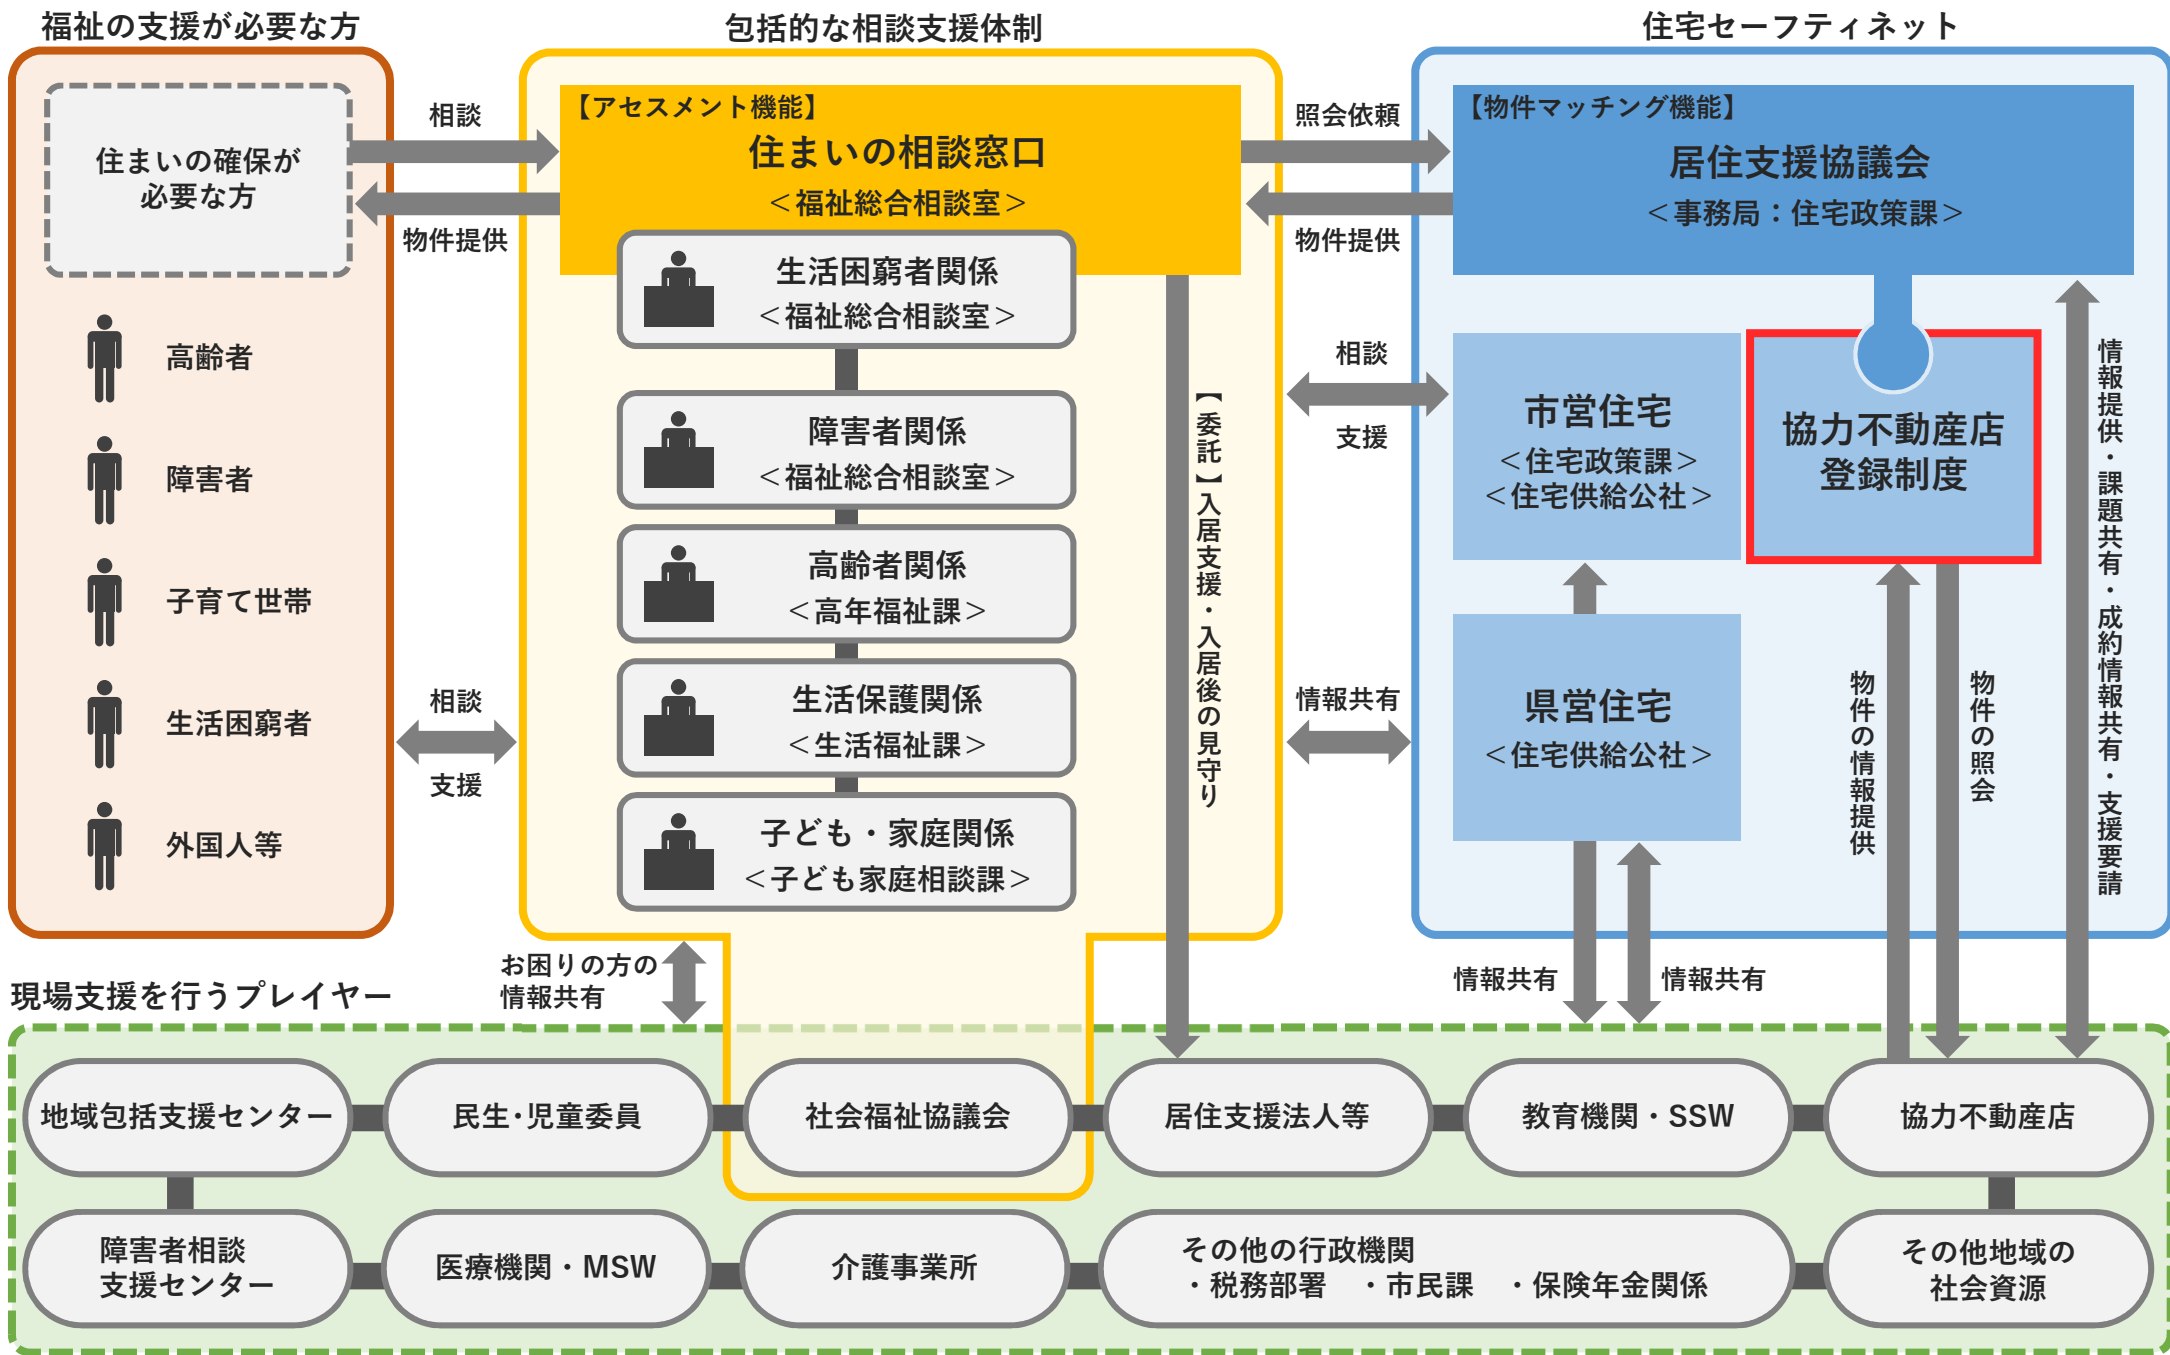 福祉の支援が必要な方
住まいの確保が
必要な方
高齢者
障害者
子育て世帯
生活困窮者
外国人等
相談
物件提供
相談
支援
包括的な相談支援体制
【アセスメント機能】
住まいの相談窓口
＜福祉総合相談室＞
生活困窮者関係
＜福祉総合相談室＞
障害者関係
＜福祉総合相談室＞
高齢者関係
＜高年福祉課＞
生活保護関係
＜生活福祉課＞
子ども・家庭関係
＜子ども家庭相談課＞
【委託】入居支援・入居後の見守り
照会依頼
物件提供
相談
支援
情報共有
住宅セーフティネット
【物件マッチング機能】
居住支援協議会
＜事務局：住宅政策課＞
市営住宅
＜住宅政策課＞
＜住宅供給公社＞
協力不動産店
登録制度
県営住宅
＜住宅供給公社＞
物件の情報提供
物件の照会
情報提供・課題共有・成約情報共有・支援要請
お困りの方の
情報共有
情報共有
情報共有
現場支援を行うプレイヤー
地域包括支援センター
民生・児童委員
社会福祉協議会
居住支援法人等
教育機関・SSW
協力不動産店
障害者相談
支援センター
医療機関・MSW
介護事業所
その他の行政機関
・税務部署　・市民課　・保険年金関係
その他地域の
社会資源